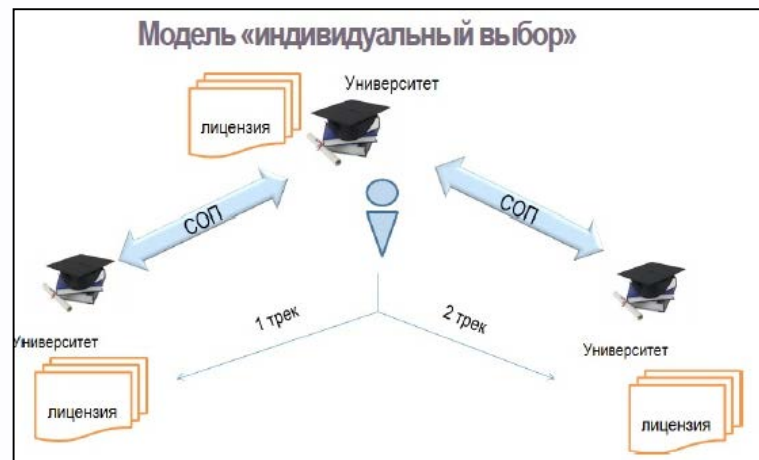 Модель «индивидуальный выбор»
Университет
лицензия
СОП
СОП
1 трек
2 трек
Университет
Университет
лицензия
лицензия